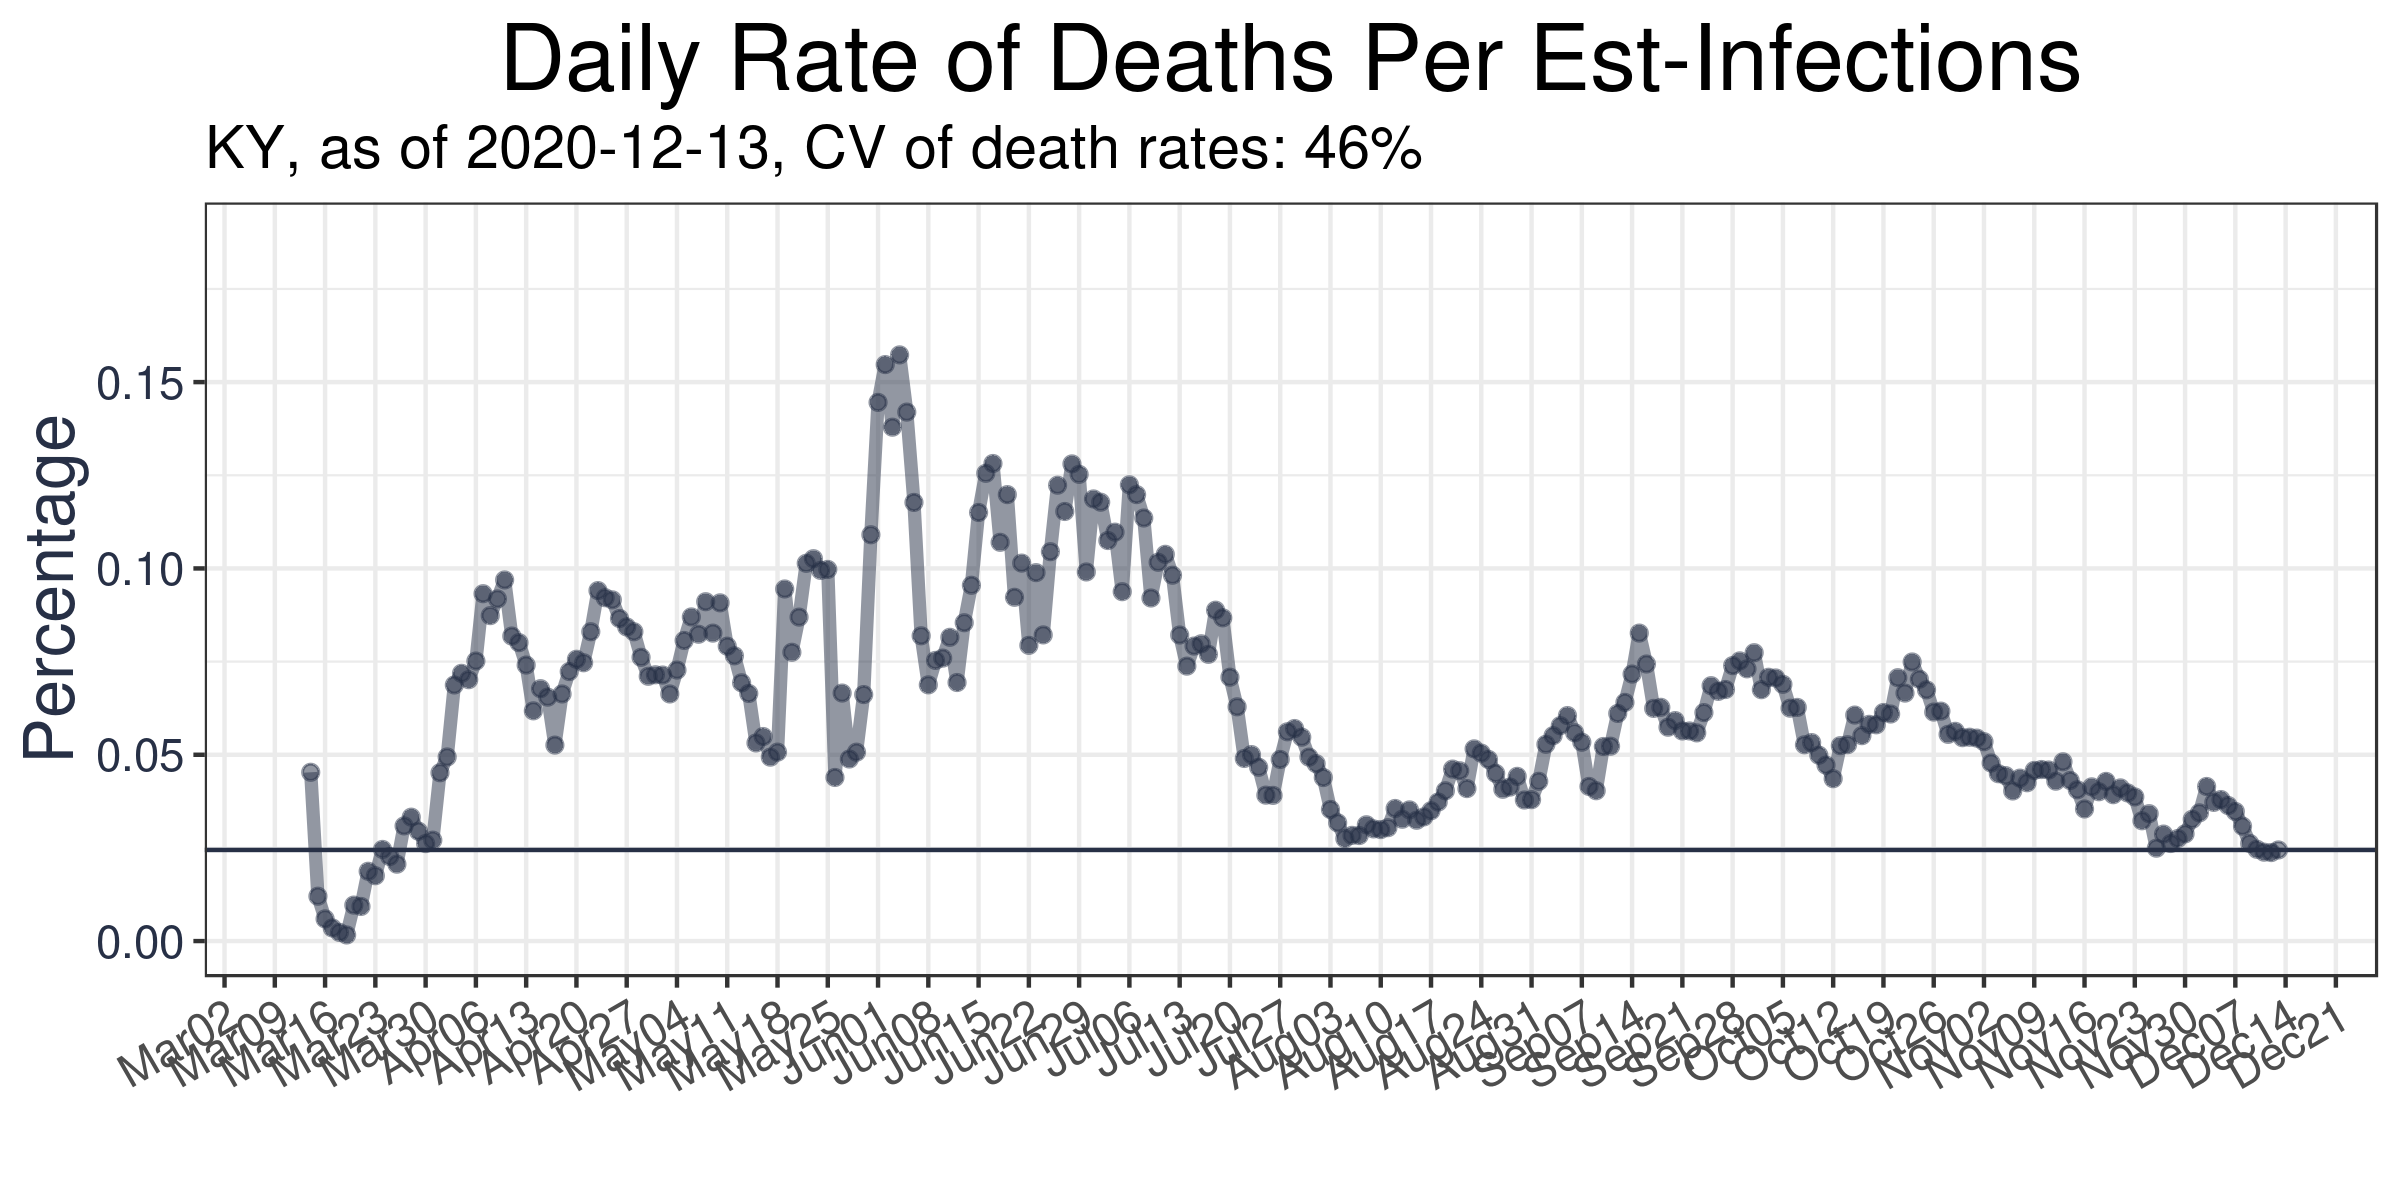 Daily Rate of Deaths Per Est-Infections
KY, as of 2020-12-13, CV of death rates: 46%
Percentage
0.15
0.10
0.05
0.00
Mar02
Mar09
Mar16
Mar23
Mar30
Apr06
Apr13
Apr20
Apr27
May04
May11
May18
May25
Jun01
Jun08
Jun15
Jun22
Jun29
Jul06
Jul13
Jul20
Jul27
Aug03
Aug10
Aug17
Aug24
Aug31
Sep07
Sep14
Sep21
Sep28
Oct05
Oct12
Oct19
Oct26
Nov02
Nov09
Nov16
Nov23
Nov30
Dec07
Dec14
Dec21